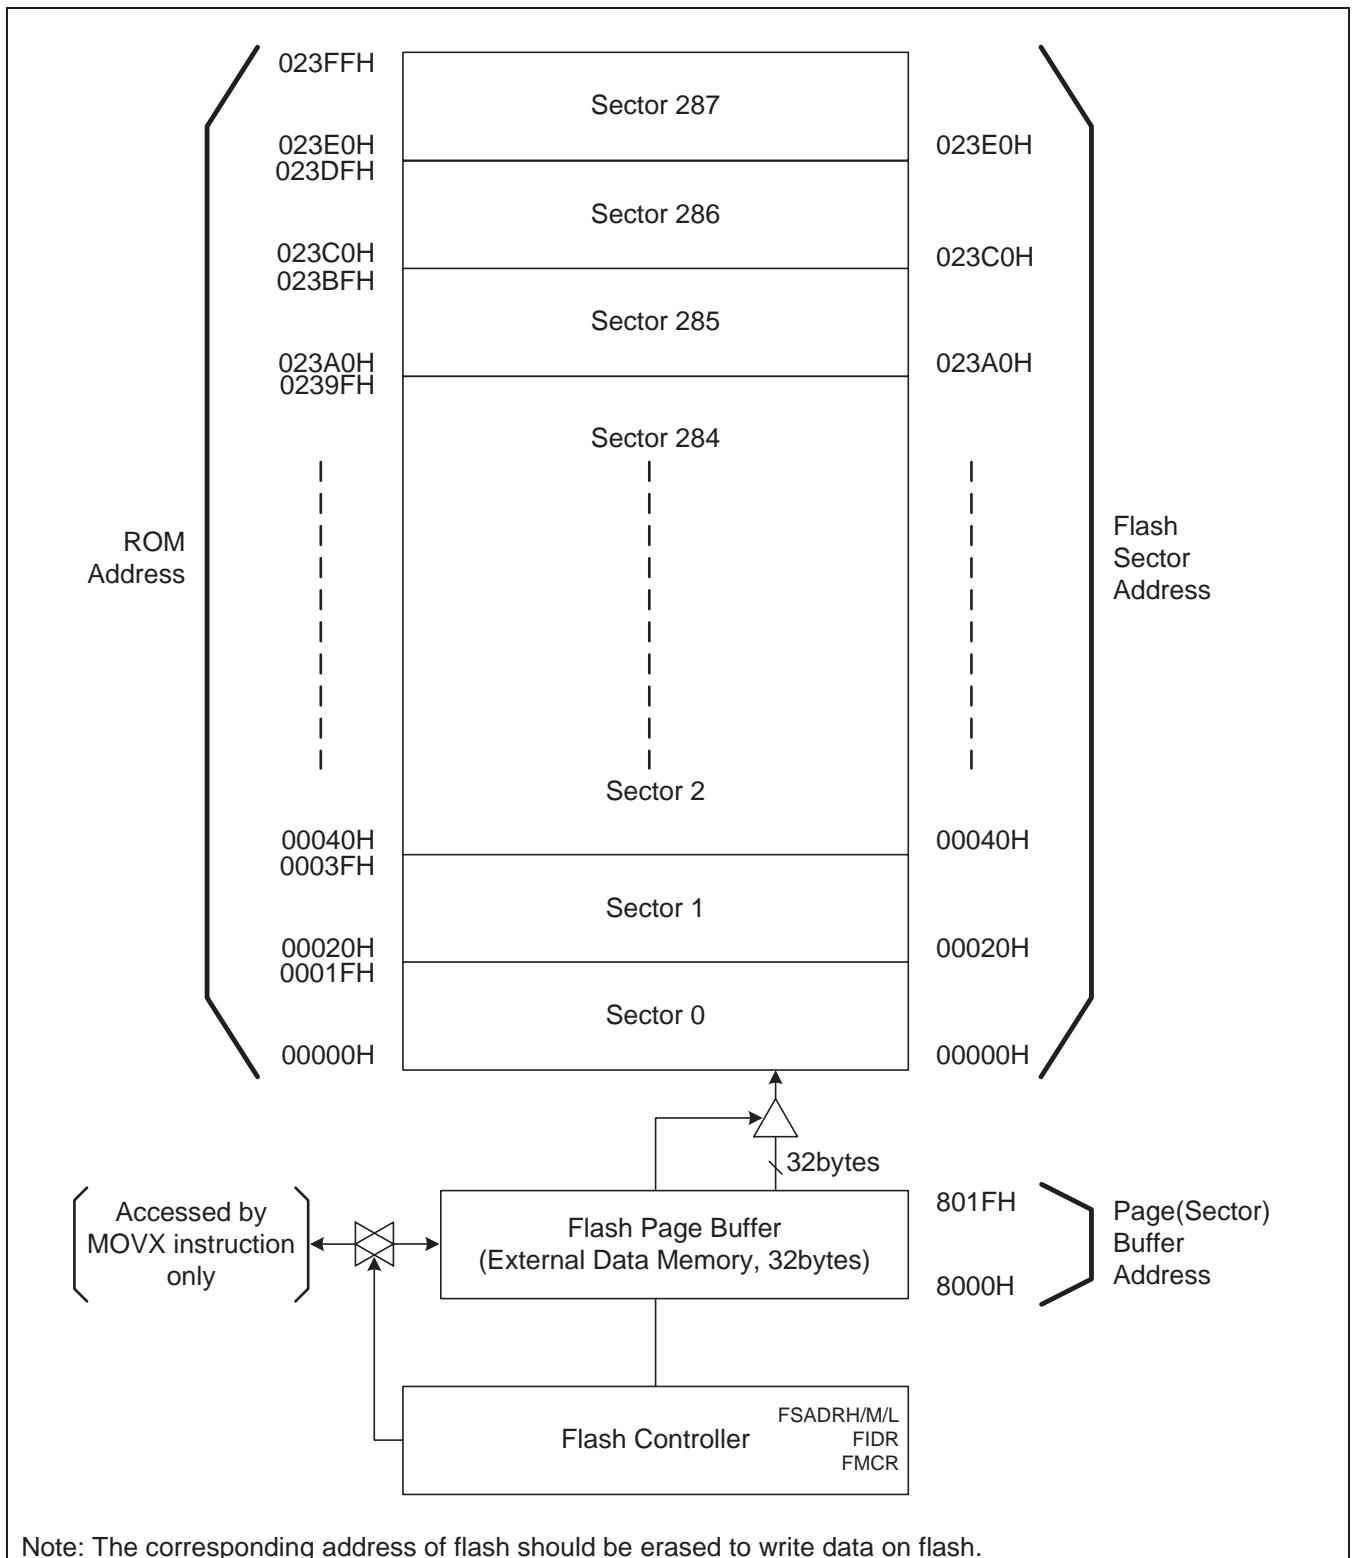 023FFH
Sector 287
023E0H
023E0H
023DFH
Sector 286
023C0H
023C0H
023BFH
Sector 285
023A0H
023A0H
0239FH
Sector 284
ROM
Address
Flash
Sector
Address
Sector 2
00040H
00040H
0003FH
Sector 1
00020H
00020H
0001FH
Sector 0
00000H
00000H
32bytes
Accessed by
MOVX instruction
only
Flash Page Buffer
(External Data Memory, 32bytes)
801FH
8000H
Page(Sector)
Buffer
Address
Flash Controller
FSADRH/M/L
FIDR
FMCR
Note: The corresponding address of flash should be erased to write data on flash.